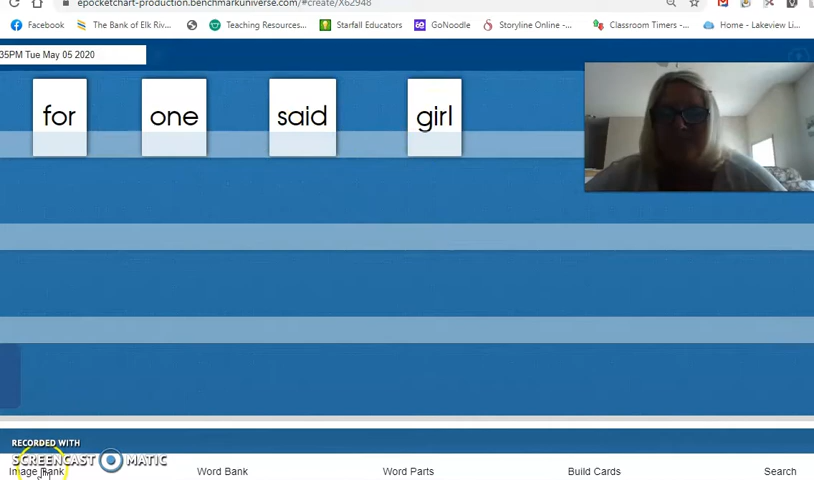 epocketchart-production.benchmarkuniverse.com/#create/X62948
Facebook
The Bank of Elk Riv...
Teaching Resources...
Starfall Educators
GoNoodle
Storyline Online -...
Classroom Timers -...
Home - Lakeview Li...
35PM Tue May 05 2020
for one said girl
RECORDED WITH
SCREENCAST MATIC
Image Bank
Word Bank
Word Parts
Build Cards
Search